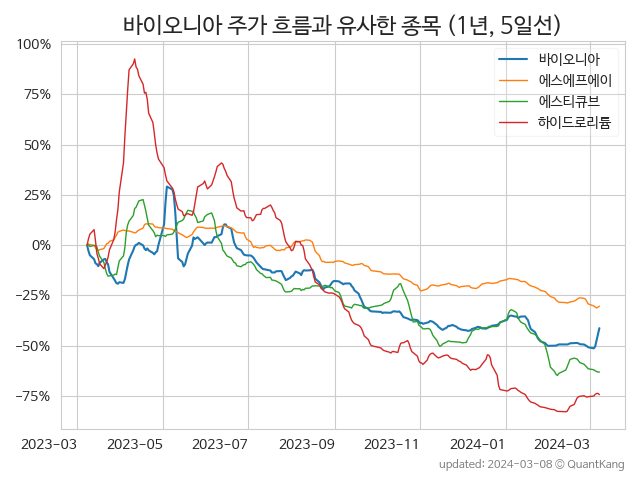 바이오니아 주가 흐름과 유사한 종목 (1년, 5일선)
100%
75%
50%
25%
0%
−25%
−50%
−75%
바이오니아
에스에프에이
에스티큐브
하이드로리튬
2023-03
2023-05
2023-07
2023-09
2023-11
2024-01
2024-03
updated: 2024-03-08 © QuantKang